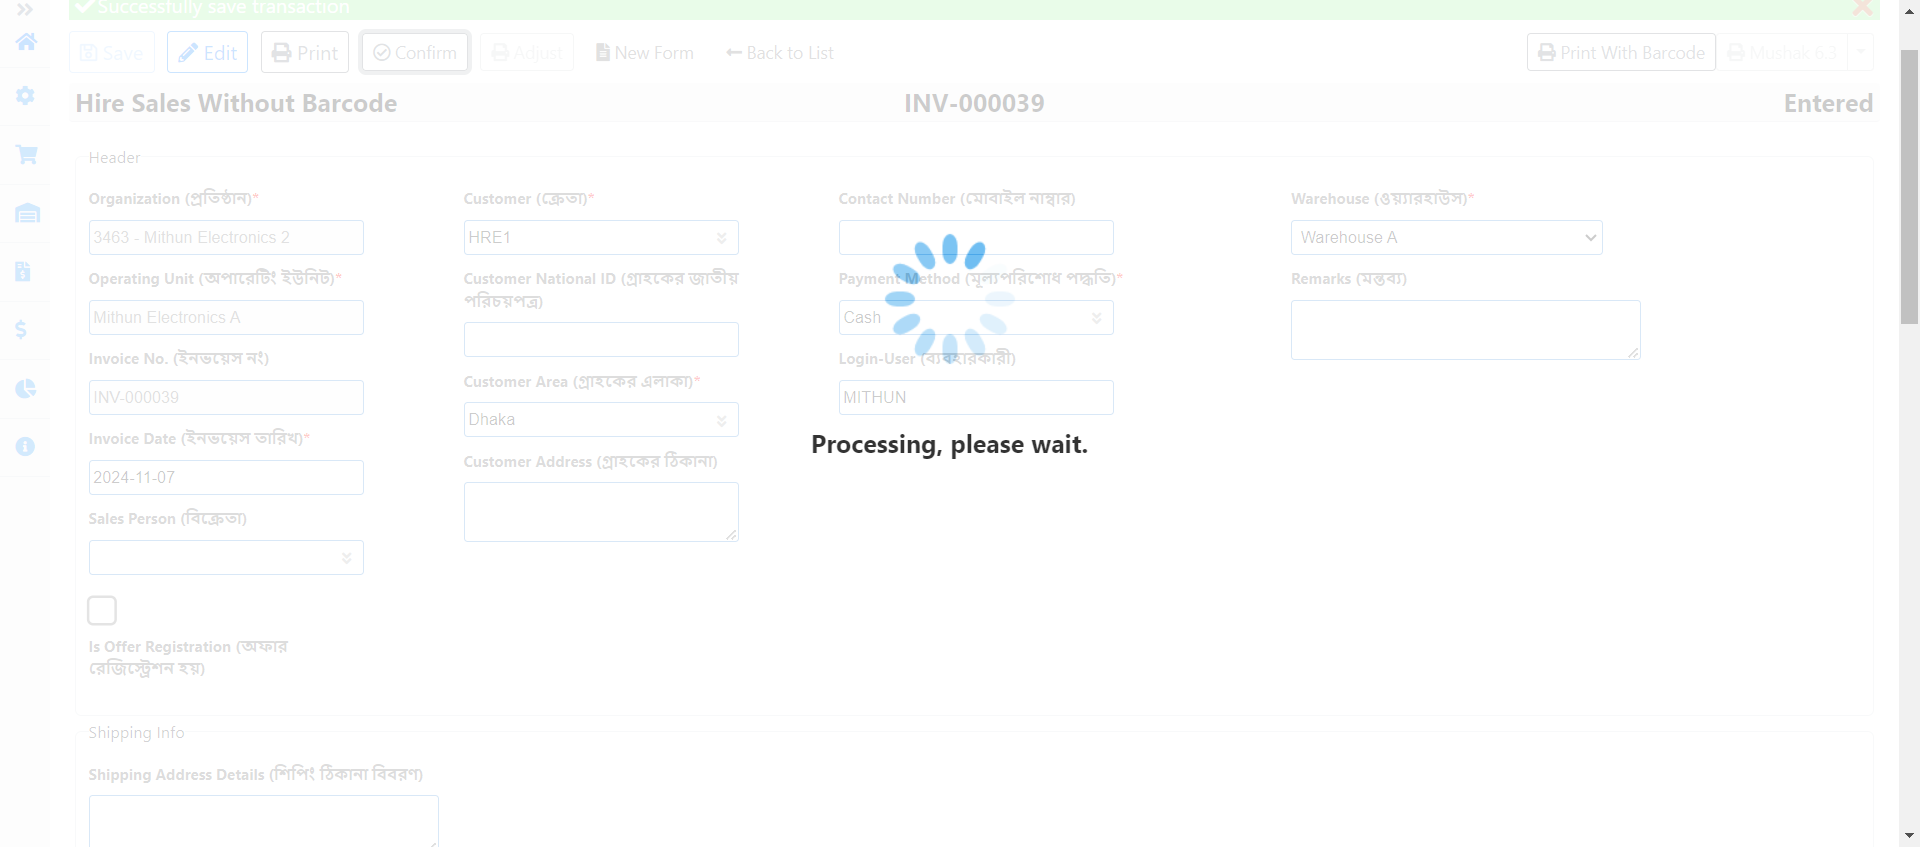 Successfully save transaction
Save Edit Print Confirm Adjust New Form Back to List Print With Barcode Mushak 6.3
Hire Sales Without Barcode INV-000039 Entered
Header
Organization (প্রতিষ্ঠান)* Customer (ক্রেতা)* Contact Number (মোবাইল নাম্বার) Warehouse (ওয়্যারহাউস)*
3463 - Mithun Electronics 2 HRE1 Warehouse A
Operating Unit (অপারেটিং ইউনিট)* Customer National ID (গ্রাহকের জাতীয় Payment Method (মূল্যপরিশোধ পদ্ধতি)* Remarks (মন্তব্য)
পরিচয়পত্র)
Mithun Electronics A Cash
Invoice No. (ইনভয়েস নং) Login-User (ব্যবহারকারী)
Customer Area (গ্রাহকের এলাকা)*
INV-000039 MITHUN
Dhaka
Invoice Date (ইনভয়েস তারিখ)* Processing, please wait.
Customer Address (গ্রাহকের ঠিকানা)
2024-11-07
Sales Person (বিক্রেতা)
Is Offer Registration (অফার
রেজিস্ট্রেশন হয়)
Shipping Info
Shipping Address Details (শিপিং ঠিকানা বিবরণ)